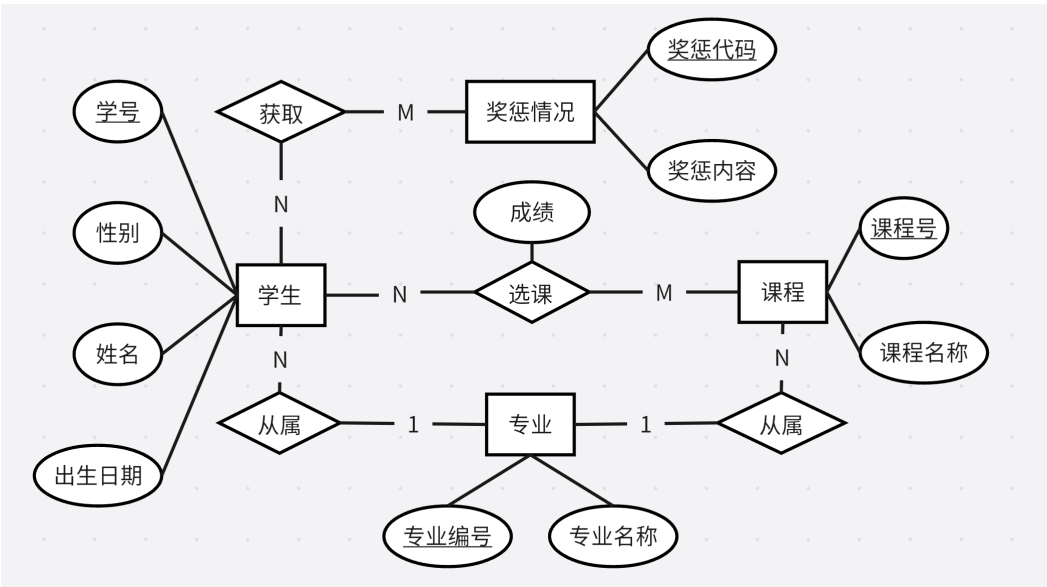 奖惩代码
学号
获取
M
奖惩情况
奖惩内容
N
成绩
性别
课程号
学生
N
选课
M
课程
姓名
N
N
课程名称
从属
1
专业
1
从属
出生日期
专业编号
专业名称